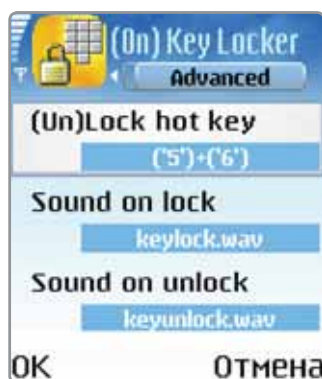 (On) Key Locker
Advanced
(Un)Lock hot key
('5')+('6')
Sound on lock
keylock.wav
Sound on unlock
keyunlock.wav
OK Отмена